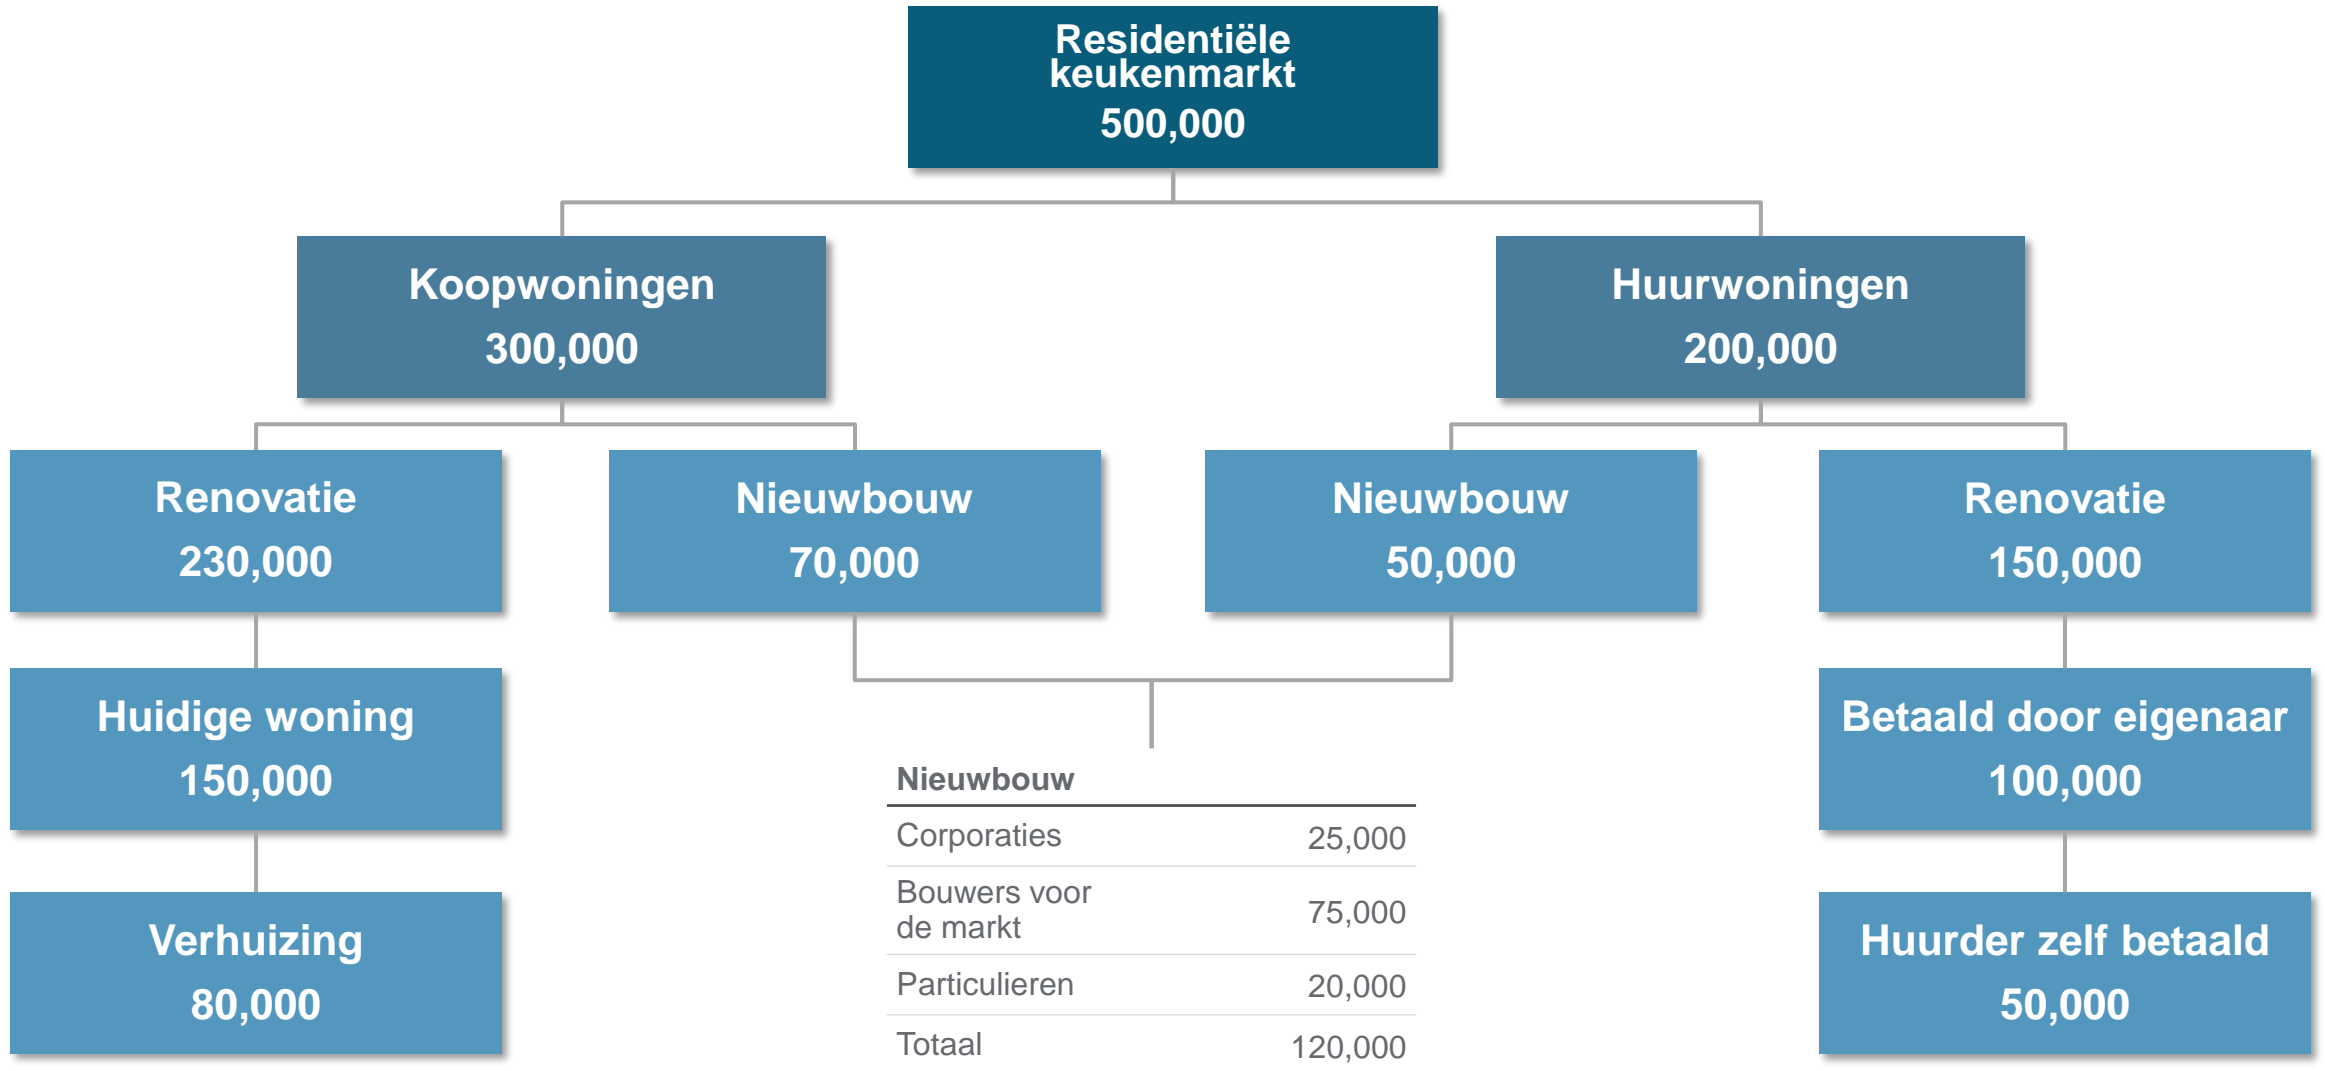 Residentiële
keukenmarkt
500,000
Koopwoningen
300,000
Huurwoningen
200,000
Renovatie
230,000
Nieuwbouw
70,000
Nieuwbouw
50,000
Renovatie
150,000
Huidige woning
150,000
Betaald door eigenaar
100,000
Verhuizing
80,000
Huurder zelf betaald
50,000
Nieuwbouw
Corporaties 25,000
Bouwers voor
de markt 75,000
Particulieren 20,000
Totaal 120,000